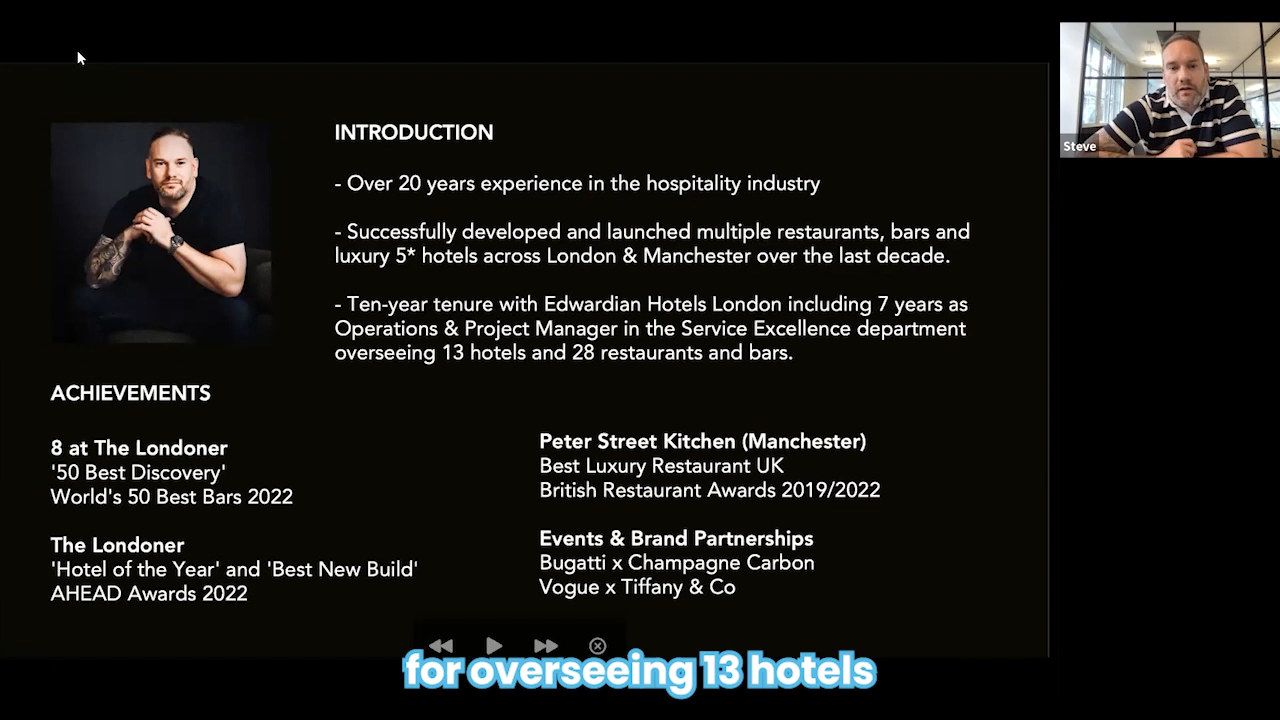 INTRODUCTION
- Over 20 years experience in the hospitality industry
- Successfully developed and launched multiple restaurants, bars and
luxury 5* hotels across London & Manchester over the last decade.
- Ten-year tenure with Edwardian Hotels London including 7 years as
Operations & Project Manager in the Service Excellence department
overseeing 13 hotels and 28 restaurants and bars.
ACHIEVEMENTS
8 at The Londoner
'50 Best Discovery'
World's 50 Best Bars 2022
The Londoner
'Hotel of the Year' and 'Best New Build'
AHEAD Awards 2022
Peter Street Kitchen (Manchester)
Best Luxury Restaurant UK
British Restaurant Awards 2019/2022
Events & Brand Partnerships
Bugatti x Champagne Carbon
Vogue x Tiffany & Co
Steve
for overseeing 13 hotels